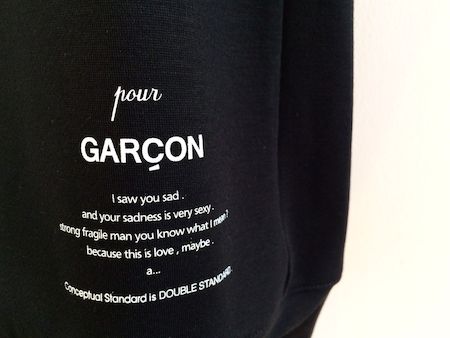 pour
GARÇON
I saw you sad .
and your sadness is very sexy .
strong fragile man you know what I mean ?
because this is love , maybe .
a...
Conceptual Standard is DOUBLE STANDARD.